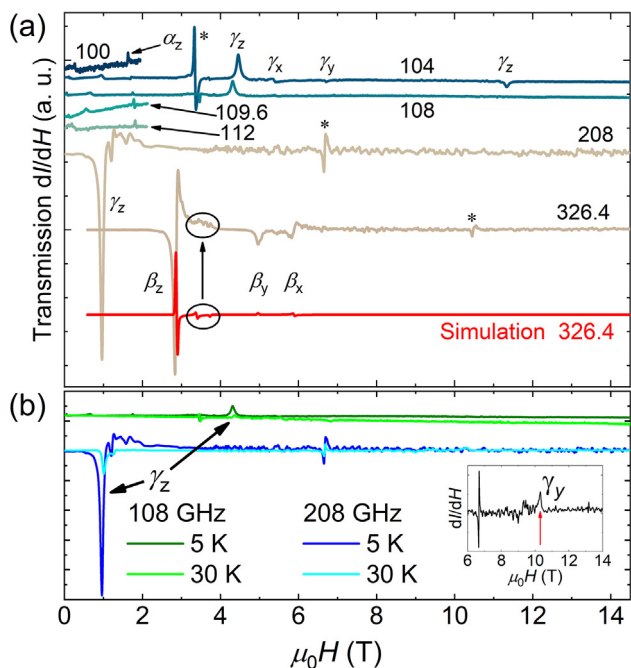 (a)
100
α_z
*
γ_z
γ_x
γ_y
104
γ_z
108
109.6
112
*
208
γ_z
326.4
*
β_z
β_y
β_x
Simulation 326.4
Transmission dI/dH (a. u.)
(b)
γ_z
108 GHz
5 K
30 K
208 GHz
5 K
30 K
dI/dH
γ_y
6 8 10 12 14
μ₀H (T)
0 2 4 6 8 10 12 14
μ₀H (T)